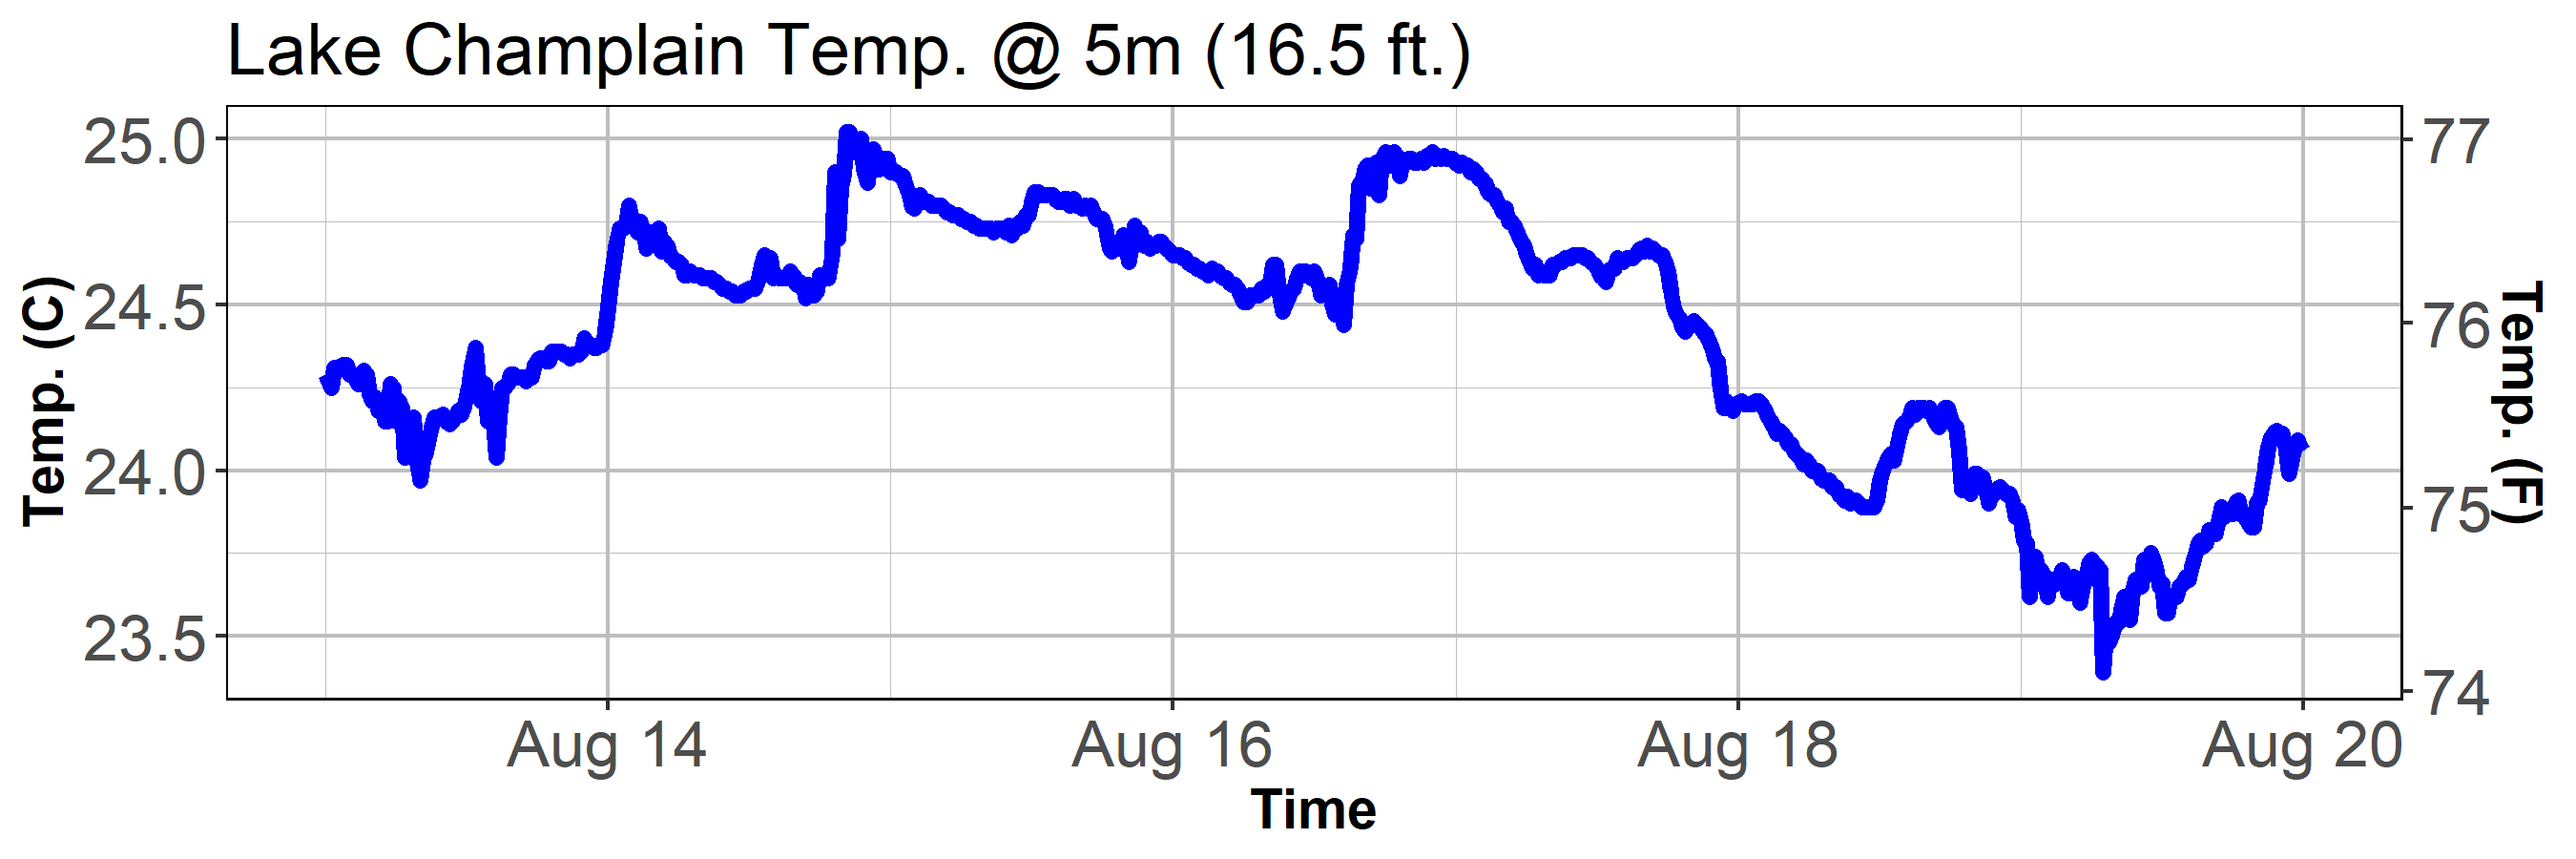 Lake Champlain Temp. @ 5m (16.5 ft.)
Temp. (C)
25.0
24.5
24.0
23.5
77
76
75
74
Temp. (F)
Aug 14
Aug 16
Aug 18
Aug 20
Time